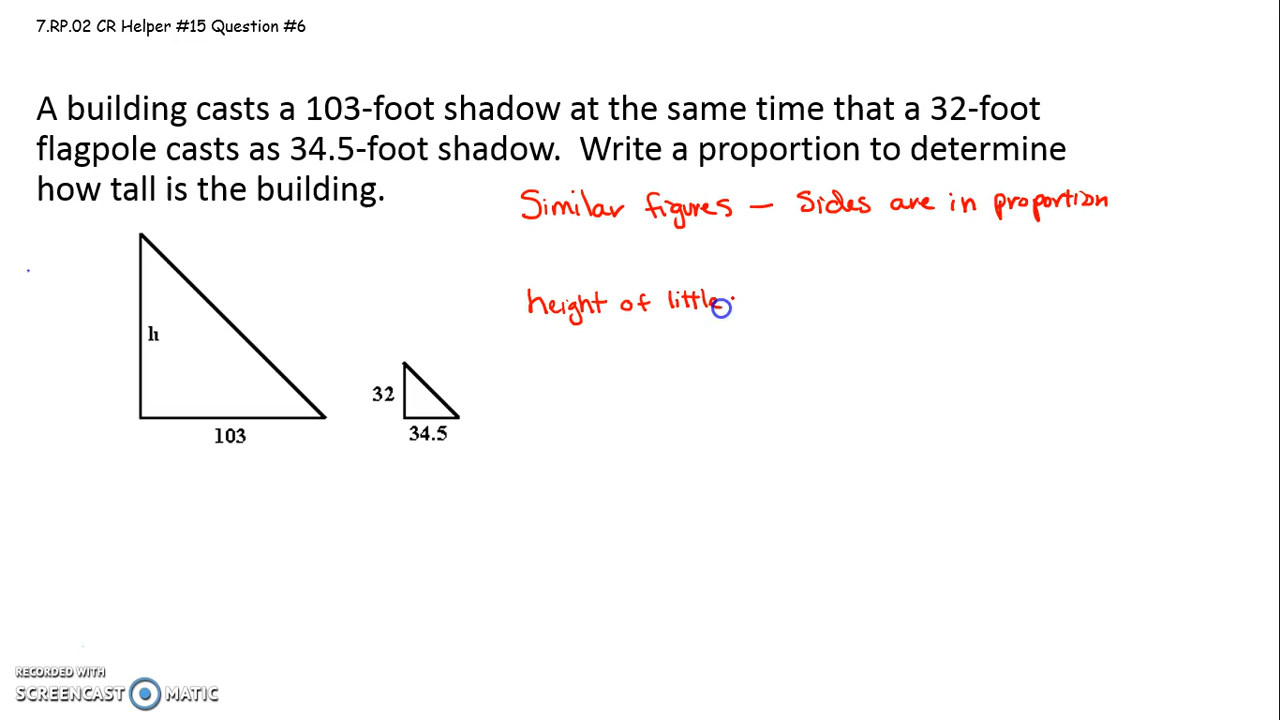 7.RP.02 CR Helper #15 Question #6
A building casts a 103-foot shadow at the same time that a 32-foot
flagpole casts as 34.5-foot shadow. Write a proportion to determine
how tall is the building.
Similar figures – Sides are in proportion
height of little
h
32
103
34.5
RECORDED WITH
SCREENCAST MATIC